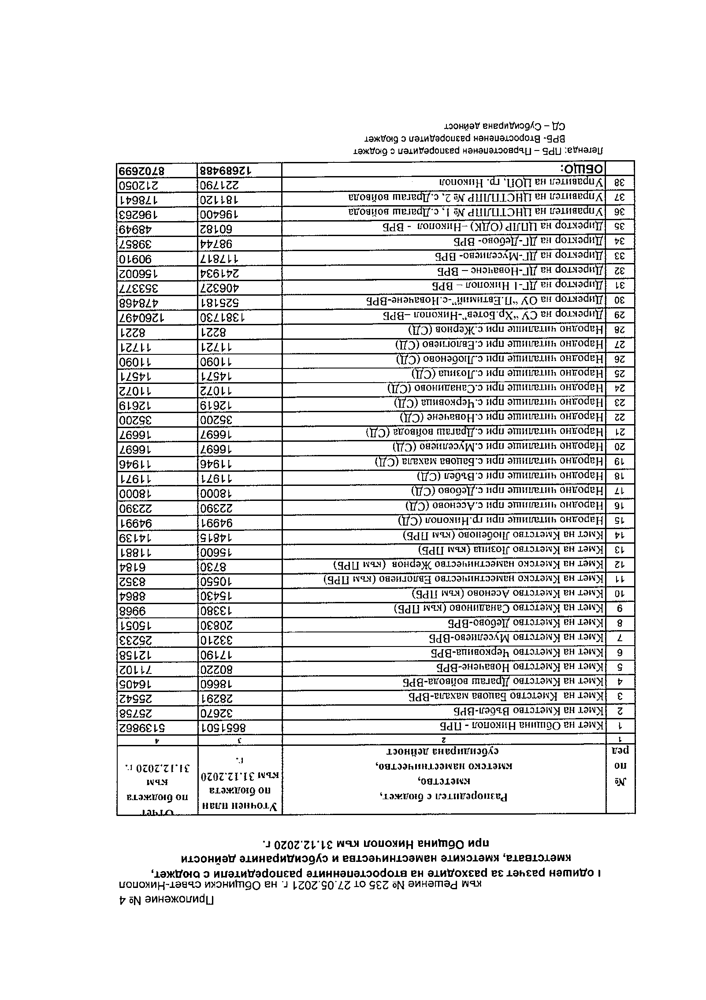 Приложение № 4
към Решение № 235 от 27.05.2021 г. на Общински съвет-Никопол
Годишен разчет за разходите на второстепенните разпоредители с бюджет,
кметствата, кметските наместничества и субсидираните дейности
при Община Никопол към 31.12.2020 г.
№ по ред | Разпоредител с бюджет, кметство, кметско наместничество, субсидирана дейност | Уточнен план по бюджета към 31.12.2020 г. | Отчет по бюджета към 31.12.2020 г.
1 2 3 4
1 Кмет на Община Никопол - ПРБ 8651501 5139862
2 Кмет на Кметство Въбел-ВРБ 32670 25758
3 Кмет на Кметство Бацова махала-ВРБ 28291 25542
4 Кмет на Кметство Драгаш войвода-ВРБ 18660 16405
5 Кмет на Кметство Новачене-ВРБ 80220 71102
6 Кмет на Кметство Черковица-ВРБ 17190 12158
7 Кмет на Кметство Муселиево-ВРБ 33210 25233
8 Кмет на Кметство Дебово-ВРБ 20830 15051
9 Кмет на Кметство Санадиново (към ПРБ) 13380 9968
10 Кмет на Кметство Асеново (към ПРБ) 15430 8864
11 Кмет на Кметско наместничество Евлогиево (към ПРБ) 10550 8352
12 Кмет на Кметско наместничество Жернов (към ПРБ) 8730 6184
13 Кмет на Кметство Лозица (към ПРБ) 15600 11881
14 Кмет на Кметство Любеново (към ПРБ) 14815 14139
15 Народно читалище при гр.Никопол (СД) 94991 94991
16 Народно читалище при с.Асеново (СД) 22390 22390
17 Народно читалище при с.Дебово (СД) 18000 18000
18 Народно читалище при с.Въбел (СД) 11971 11971
19 Народно читалище при с.Бацова махала (СД) 11946 11946
20 Народно читалище при с.Муселиево (СД) 16697 16697
21 Народно читалище при с.Драгаш войвода (СД) 16697 16697
22 Народно читалище при с.Новачене (СД) 35200 35200
23 Народно читалище при с.Черковица (СД) 12619 12619
24 Народно читалище при с.Санадиново (СД) 11072 11072
25 Народно читалище при с.Лозица (СД) 14571 14571
26 Народно читалище при с.Любеново (СД) 11090 11090
27 Народно читалище при с.Евлогиево (СД) 11721 11721
28 Народно читалище при с.Жернов (СД) 8221 8221
29 Директор на СУ “Хр.Ботев”-Никопол –ВРБ 1381730 1260497
30 Директор на ОУ “П.Евтимий”-с.Новачене-ВРБ 525181 478468
31 Директор на ДГ-1 Никопол – ВРБ 406327 353377
32 Директор на ДГ-Новачене – ВРБ 241934 156002
33 Директор на ДГ-Муселиево- ВРБ 117817 90910
34 Директор на ДГ-Дебово- ВРБ 98744 39857
35 Директор на ЦПЛР (ОДК) –Никопол - ВРБ 60182 48949
36 Управител на ЦНСТПЛПР № 1, с.Драгаш войвода 196400 196263
37 Управител на ЦНСТПЛПР № 2, с.Драгаш войвода 181120 178641
38 Управител на ЦОП, гр. Никопол 221790 212050
ОБЩО: 12689488 8702699
Легенда: ПРБ – Първостепенен разпоредител с бюджет
ВРБ- Второстепенен разпоредител с бюджет
СД – Субсидирана дейност